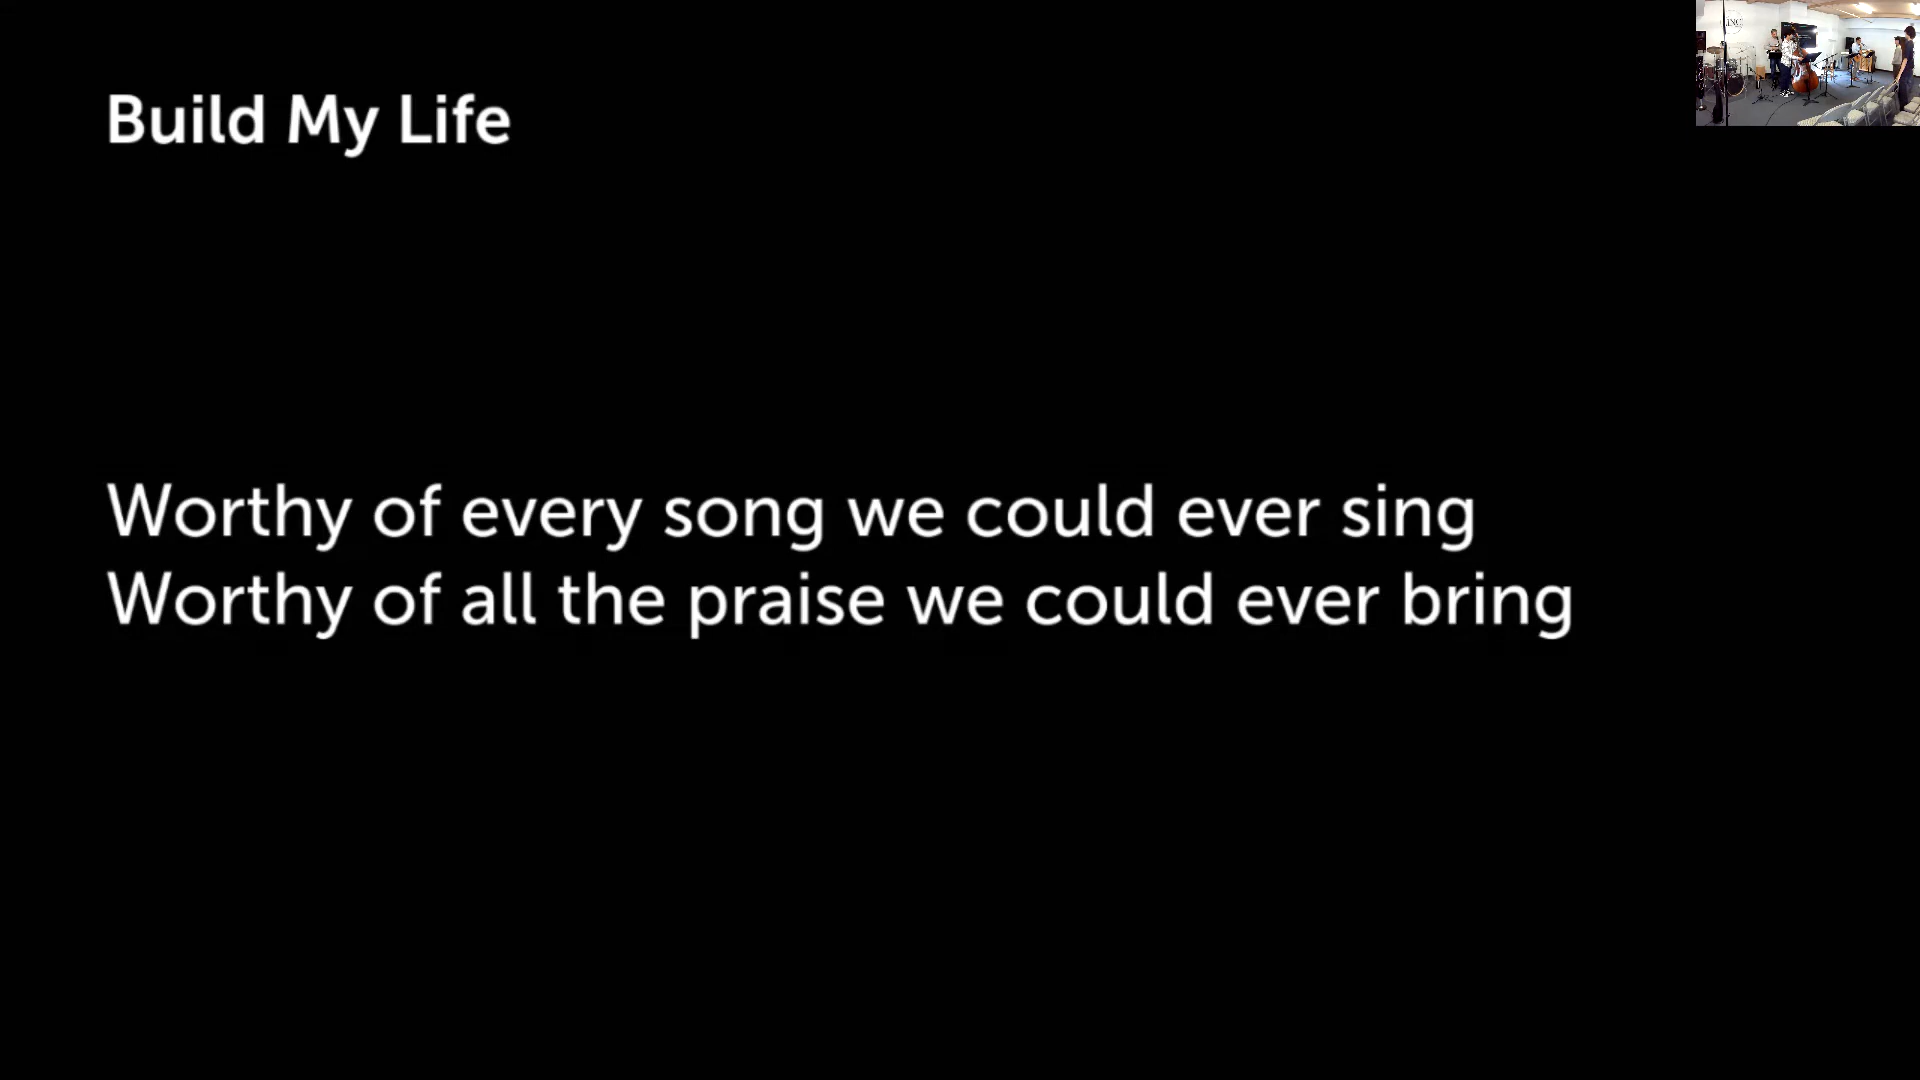 Build My Life
Worthy of every song we could ever sing
Worthy of all the praise we could ever bring